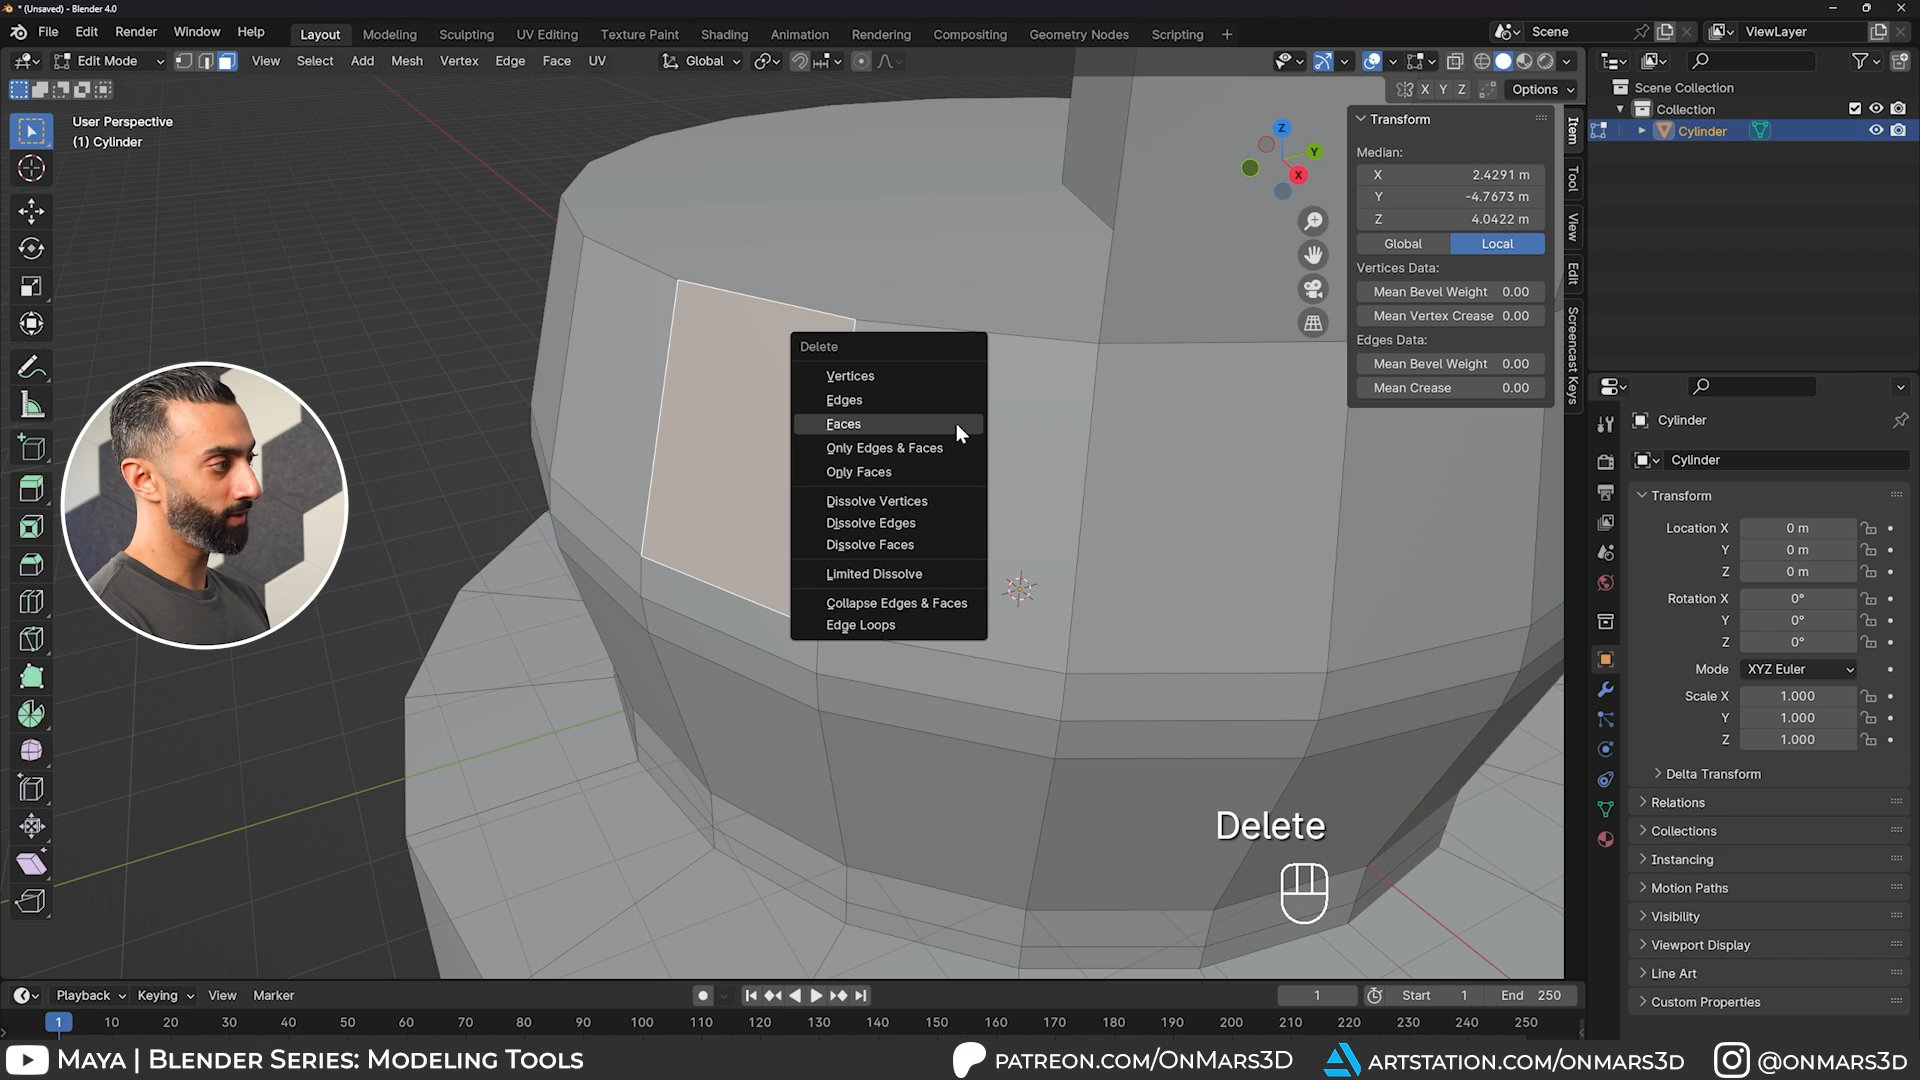 * (Unsaved) - Blender 4.0
File Edit Render Window Help Layout Modeling Sculpting UV Editing Texture Paint Shading Animation Rendering Compositing Geometry Nodes Scripting + Scene ViewLayer
Edit Mode View Select Add Mesh Vertex Edge Face UV Global
X Y Z Options
User Perspective
(1) Cylinder
Z
Y
X
Transform
Median:
X 2.4291 m
Y -4.7673 m
Z 4.0422 m
Global Local
Vertices Data:
Mean Bevel Weight 0.00
Mean Vertex Crease 0.00
Edges Data:
Mean Bevel Weight 0.00
Mean Crease 0.00
Item
Tool
View
Edit
Screencast Keys
Delete
Vertices
Edges
Faces
Only Edges & Faces
Only Faces
Dissolve Vertices
Dissolve Edges
Dissolve Faces
Limited Dissolve
Collapse Edges & Faces
Edge Loops
Delete
Scene Collection
Collection
Cylinder
Cylinder
Cylinder
Transform
Location X 0 m
Y 0 m
Z 0 m
Rotation X 0°
Y 0°
Z 0°
Mode XYZ Euler
Scale X 1.000
Y 1.000
Z 1.000
Delta Transform
Relations
Collections
Instancing
Motion Paths
Visibility
Viewport Display
Line Art
Custom Properties
Playback Keying View Marker 1 Start 1 End 250
1 10 20 30 40 50 60 70 80 90 100 110 120 130 140 150 160 170 180 190 200 210 220 230 240 250
MAYA | BLENDER SERIES: MODELING TOOLS PATREON.COM/ONMARS3D ARTSTATION.COM/ONMARS3D @ONMARS3D